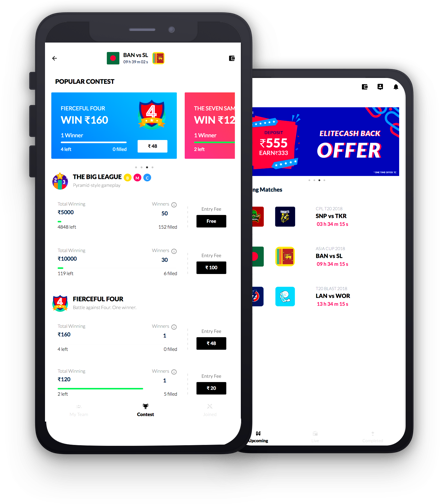 BAN vs SL
09 h 39 m 02 s
POPULAR CONTEST
FIERCEFUL FOUR
WIN ₹160
1 Winner
4 left
0 filled
₹ 48
4
THE SEVEN SAM
WIN ₹12
1 Winner
2 left
THE BIG LEAGUE
M
C
Pyramid style gameplay
Total Winning
₹5000
4848 left
Winners
50
152 filled
Entry Fee
Free
Total Winning
₹10000
119 left
Winners
30
6 filled
Entry Fee
₹ 100
FIERCEFUL FOUR
Battle against Four, One winner
Total Winning
₹160
4 left
Winners
1
0 filled
Entry Fee
₹ 48
Total Winning
₹120
2 left
Winners
1
5 filled
Entry Fee
₹ 20
Contest
₹555
EARN ₹333
ELITECASH BACK
OFFER
ng Matches
CPL T20 2018
SNP vs TKR
03 h 34 m 15 s
ASIA CUP 2018
BAN vs SL
09 h 34 m 15 s
T20 BLAST 2018
LAN vs WOR
13 h 34 m 15 s
Upcoming